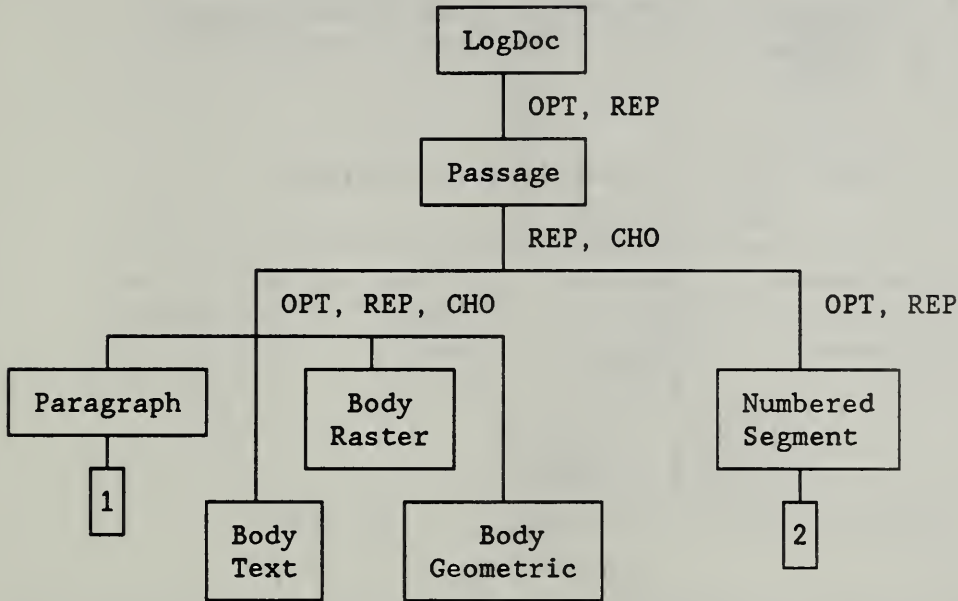 LogDoc
OPT, REP
Passage
REP, CHO
OPT, REP, CHO
OPT, REP
Paragraph
Body
Raster
Numbered
Segment
1
Body
Text
Body
Geometric
2